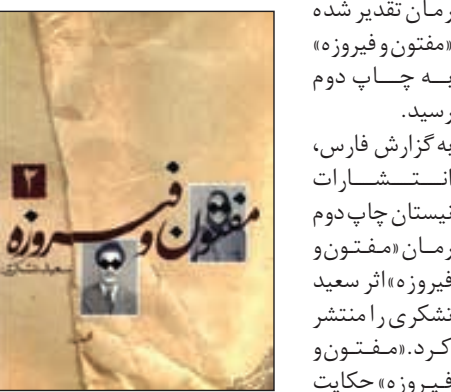 رمان تقدیر شده
«مفتون و فیروزه»
به چاپ دوم
رسید.
به گزارش فارس،
انتشارات
نیستان چاپ دوم
رمان «مفتون و
فیروزه» اثر سعید
تشکری را منتشر
کرد. «مفتون و
فیروزه» حکایت
۲
مفتون و فیروزه
سعید تشکری